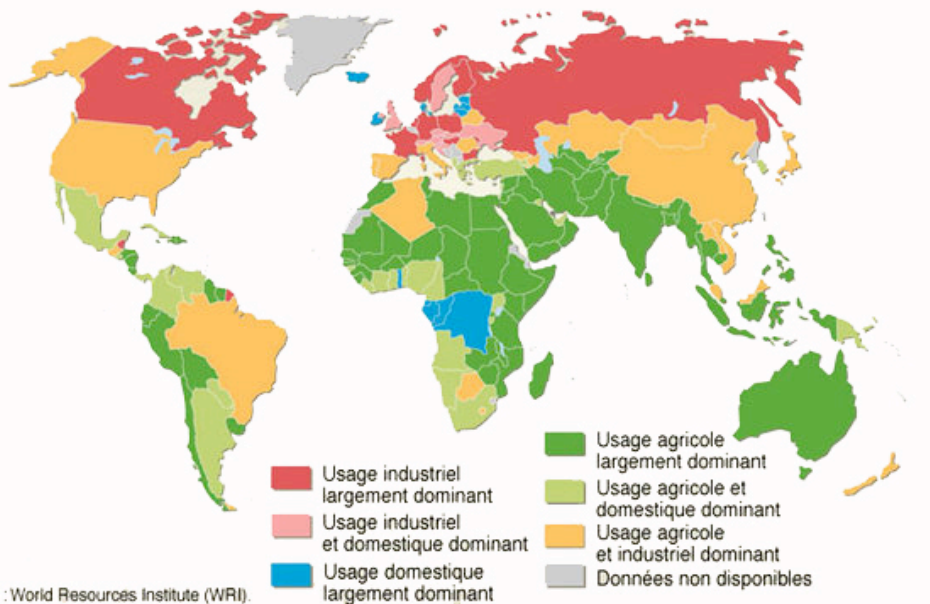 Usage industriel
largement dominant
Usage industriel
et domestique dominant
Usage domestique
largement dominant
Usage agricole
largement dominant
Usage agricole et
domestique dominant
Usage agricole
et industriel dominant
Données non disponibles
: World Resources Institute (WRI).